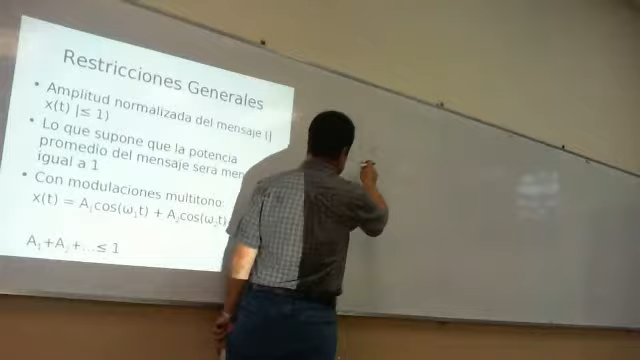 Restricciones Generales
• Amplitud normalizada del mensaje ||
x(t) |≤ 1)
• Lo que supone que la potencia
promedio del mensaje sera
igual a 1
• Con modulaciones multitono:
x(t) = A₁cos(ω₁t) + A₂cos(ω₂t)
A₁+A₂+...≤ 1